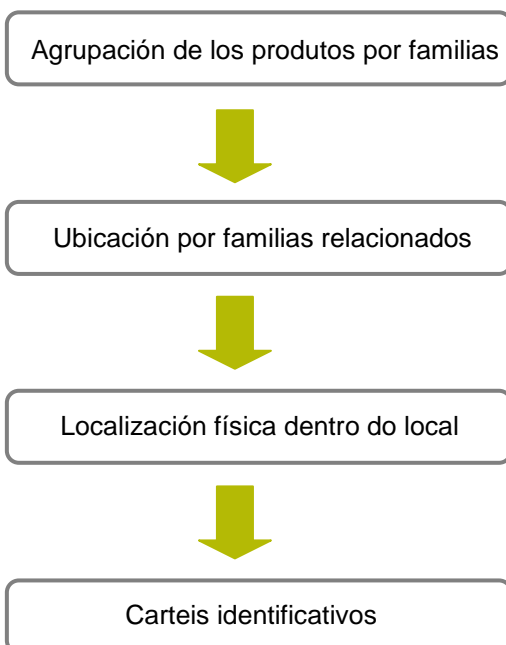 Agrupación de los produtos por familias
Ubicación por familias relacionados
Localización física dentro do local
Carteis identificativos